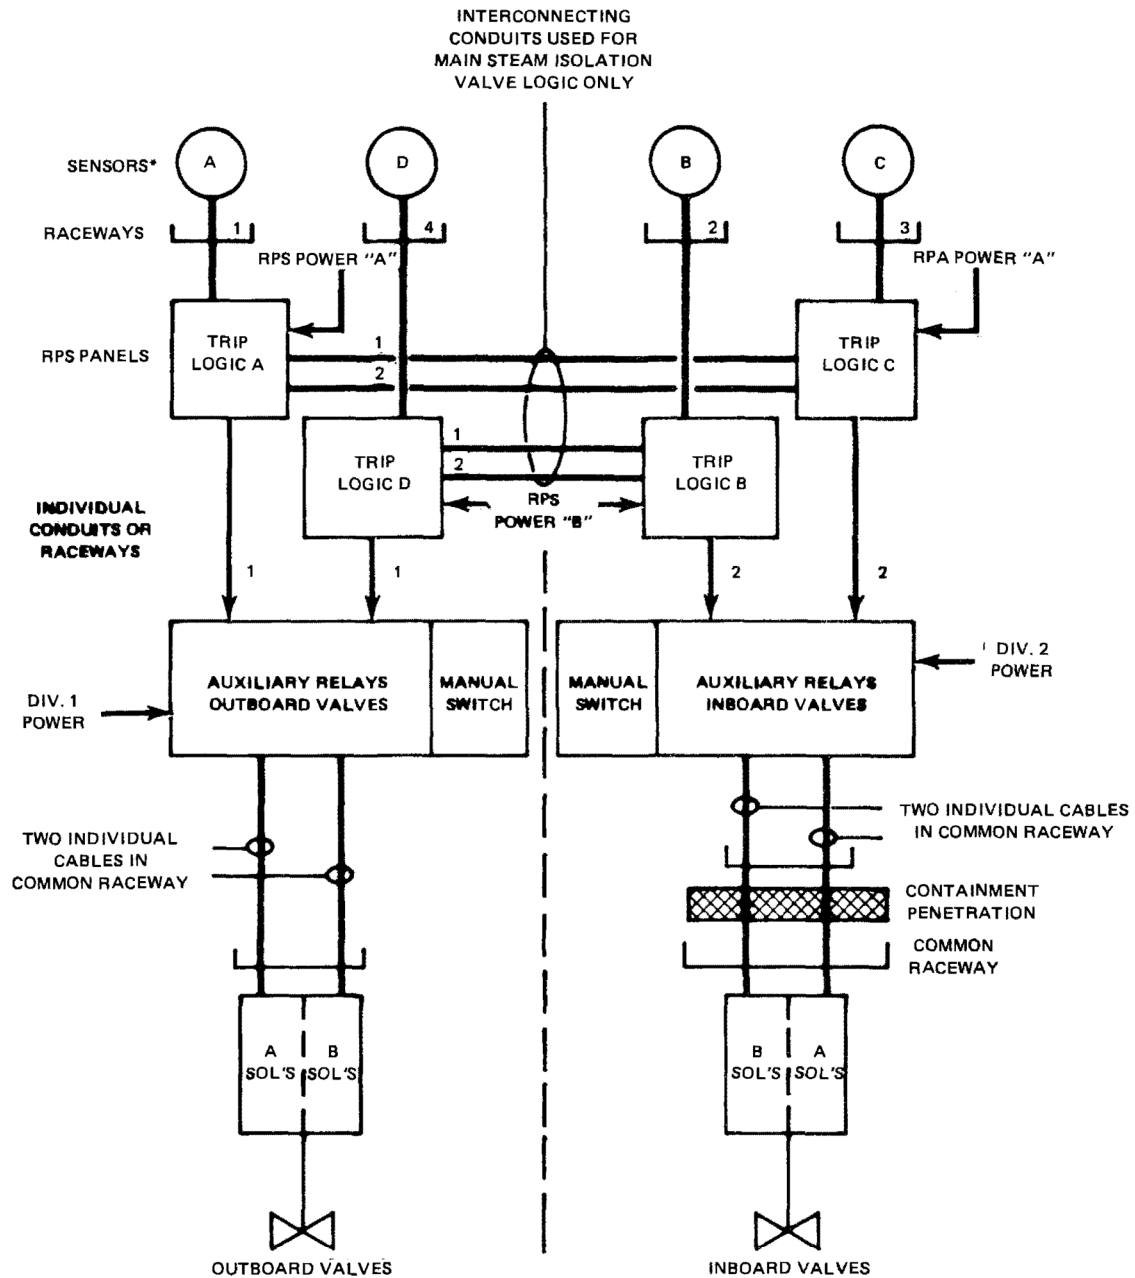 INTERCONNECTING
CONDUITS USED FOR
MAIN STEAM ISOLATION
VALVE LOGIC ONLY
SENSORS*
A
D
B
C
RACEWAYS
1
4
2
3
RPS POWER "A"
RPA POWER "A"
RPS PANELS
TRIP
LOGIC A
1
2
TRIP
LOGIC C
TRIP
LOGIC D
1
2
TRIP
LOGIC B
RPS
POWER "B"
INDIVIDUAL
CONDUITS OR
RACEWAYS
1
1
2
2
AUXILIARY RELAYS
OUTBOARD VALVES
MANUAL
SWITCH
MANUAL
SWITCH
AUXILIARY RELAYS
INBOARD VALVES
DIV. 2
POWER
DIV. 1
POWER
TWO INDIVIDUAL
CABLES IN
COMMON RACEWAY
TWO INDIVIDUAL CABLES
IN COMMON RACEWAY
CONTAINMENT
PENETRATION
COMMON
RACEWAY
A
SOL'S
B
SOL'S
B
SOL'S
A
SOL'S
OUTBOARD VALVES
INBOARD VALVES